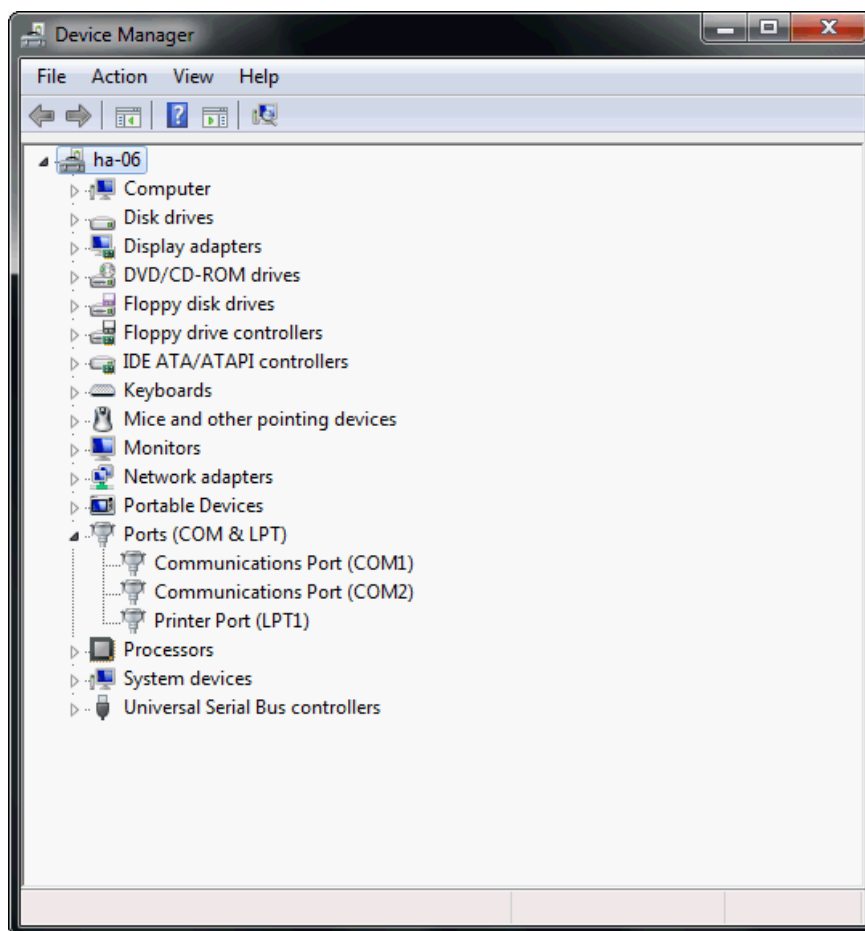 Device Manager
File Action View Help
ha-06
Computer
Disk drives
Display adapters
DVD/CD-ROM drives
Floppy disk drives
Floppy drive controllers
IDE ATA/ATAPI controllers
Keyboards
Mice and other pointing devices
Monitors
Network adapters
Portable Devices
Ports (COM & LPT)
Communications Port (COM1)
Communications Port (COM2)
Printer Port (LPT1)
Processors
System devices
Universal Serial Bus controllers